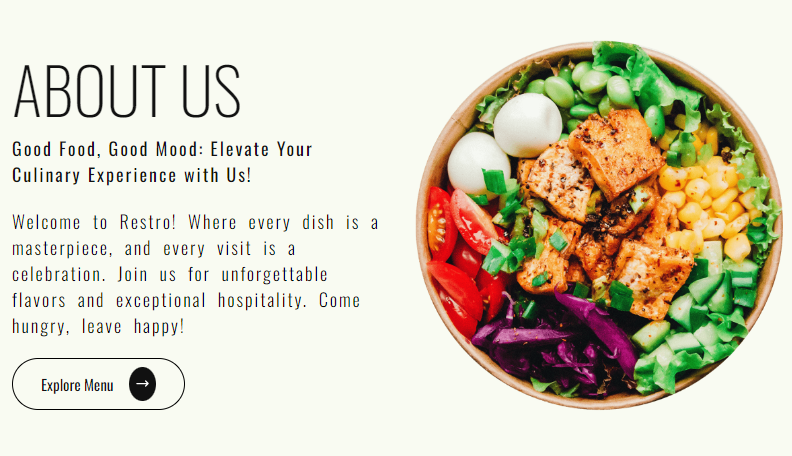 ABOUT US
Good Food, Good Mood: Elevate Your
Culinary Experience with Us!
Welcome to Restro! Where every dish is a
masterpiece, and every visit is a
celebration. Join us for unforgettable
flavors and exceptional hospitality. Come
hungry, leave happy!
Explore Menu →